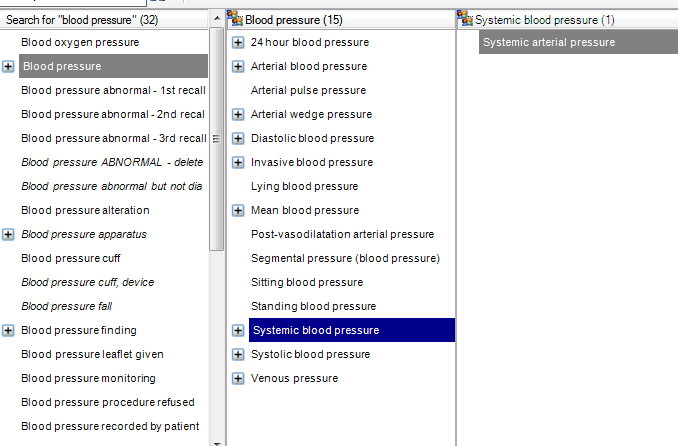 Search for "blood pressure" (32)
Blood oxygen pressure
Blood pressure
Blood pressure abnormal - 1st recall
Blood pressure abnormal - 2nd recal
Blood pressure abnormal - 3rd recall
Blood pressure ABNORMAL - delete
Blood pressure abnormal but not dia
Blood pressure alteration
Blood pressure apparatus
Blood pressure cuff
Blood pressure cuff, device
Blood pressure fall
Blood pressure finding
Blood pressure leaflet given
Blood pressure monitoring
Blood pressure procedure refused
Blood pressure recorded by patient
Blood pressure (15)
24 hour blood pressure
Arterial blood pressure
Arterial pulse pressure
Arterial wedge pressure
Diastolic blood pressure
Invasive blood pressure
Lying blood pressure
Mean blood pressure
Post-vasodilatation arterial pressure
Segmental pressure (blood pressure)
Sitting blood pressure
Standing blood pressure
Systemic blood pressure
Systolic blood pressure
Venous pressure
Systemic blood pressure (1)
Systemic arterial pressure